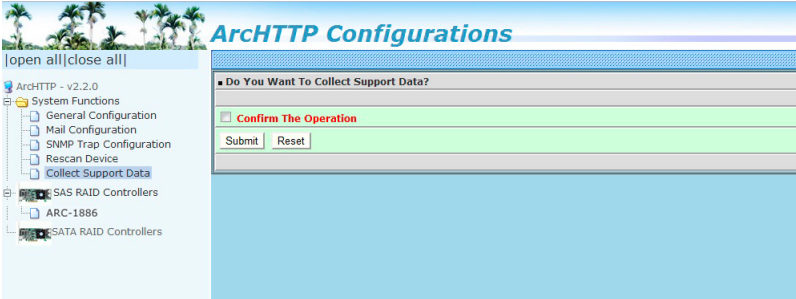 ArcHTTP Configurations
|open all|close all|
ArcHTTP - v2.2.0
System Functions
General Configuration
Mail Configuration
SNMP Trap Configuration
Rescan Device
Collect Support Data
SAS RAID Controllers
ARC-1886
SATA RAID Controllers
Do You Want To Collect Support Data?
Confirm The Operation
Submit Reset